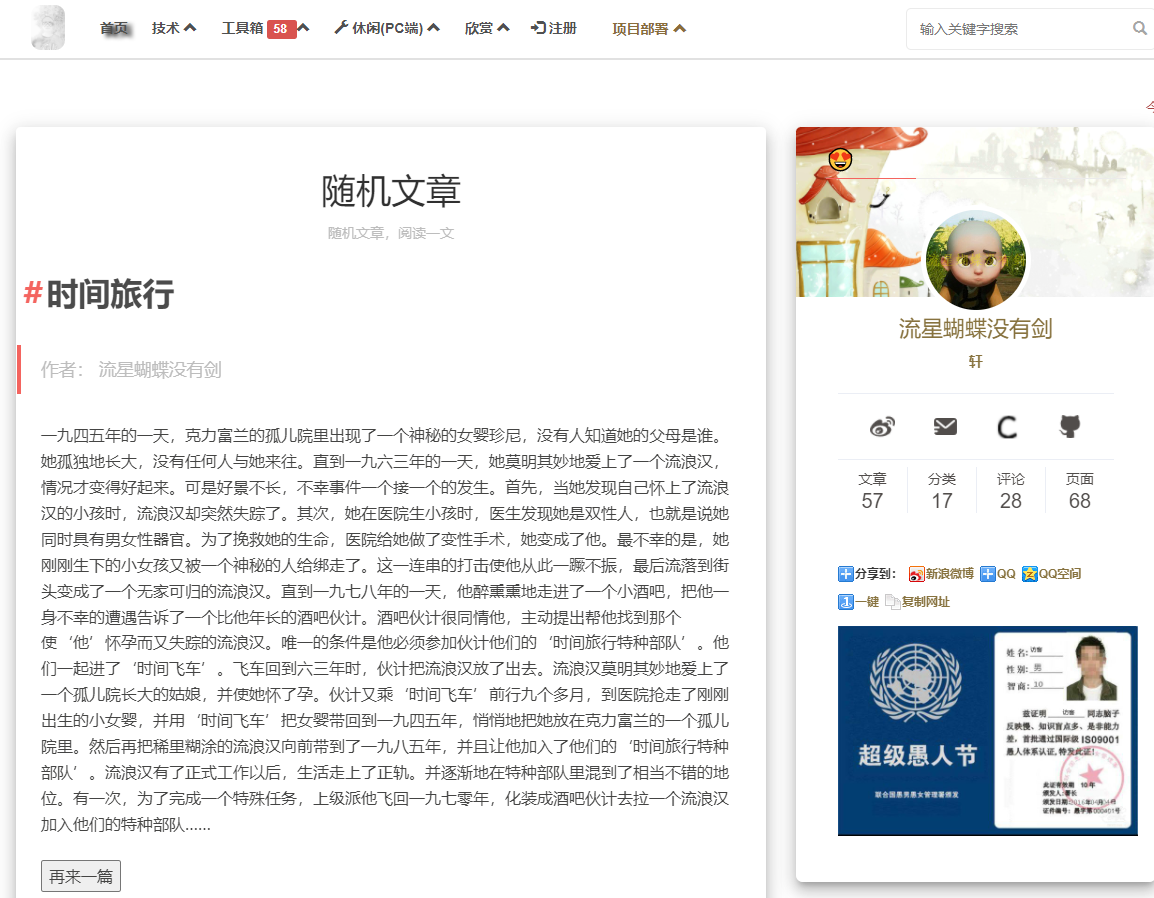 首页 技术 工具箱 58 休闲(PC端) 欣赏 注册 项目部署 输入关键字搜索
随机文章
随机文章，阅读一文
#时间旅行
作者： 流星蝴蝶没有剑
一九四五年的一天，克力富兰的孤儿院里出现了一个神秘的女婴珍尼，没有人知道她的父母是谁。
她孤独地长大，没有任何人与她来往。直到一九六三年的一天，她莫明其妙地爱上了一个流浪汉，
情况才变得好起来。可是好景不长，不幸事件一个接一个的发生。首先，当她发现自己怀上了流浪
汉的小孩时，流浪汉却突然失踪了。其次，她在医院生小孩时，医生发现她是双性人，也就是说她
同时具有男女性器官。为了挽救她的生命，医院给她做了变性手术，她变成了他。最不幸的是，她
刚刚生下的小女孩又被一个神秘的人给绑走了。这一连串的打击使他从此一蹶不振，最后流落到街
头变成了一个无家可归的流浪汉。直到一九七八年的一天，他醉熏熏地走进了一个小酒吧，把他一
身不幸的遭遇告诉了一个比他年长的酒吧伙计。酒吧伙计很同情他，主动提出帮他找到那个
使‘他’怀孕而又失踪的流浪汉。唯一的条件是他必须参加伙计他们的‘时间旅行特种部队’。他
们一起进了‘时间飞车’。飞车回到六三年时，伙计把流浪汉放了出去。流浪汉莫明其妙地爱上了
一个孤儿院长大的姑娘，并使她怀了孕。伙计又乘‘时间飞车’前行九个多月，到医院抢走了刚刚
出生的小女婴，并用‘时间飞车’把女婴带回到一九四五年，悄悄地把她放在克力富兰的一个孤儿
院里。然后再把稀里糊涂的流浪汉向前带到了一九八五年，并且让他加入了他们的‘时间旅行特种
部队’。流浪汉有了正式工作以后，生活走上了正轨。并逐渐地在特种部队里混到了相当不错的地
位。有一次，为了完成一个特殊任务，上级派他飞回一九七零年，化装成酒吧伙计去拉一个流浪汉
加入他们的特种部队……
再来一篇
流星蝴蝶没有剑
轩
文章 分类 评论 页面
57 17 28 68
分享到： 新浪微博 QQ QQ空间
一键 复制网址
超级愚人节
联合国愚男愚女管理署颁发
姓名: 访客
性别: 男
智商: 10
兹证明 访客 同志脑子
反映慢、知识盲点多、是非能力
差，首批通过国际级 ISO9001
愚人体系认证, 特发此证!
此证有效期 10年
颁发人: 署长